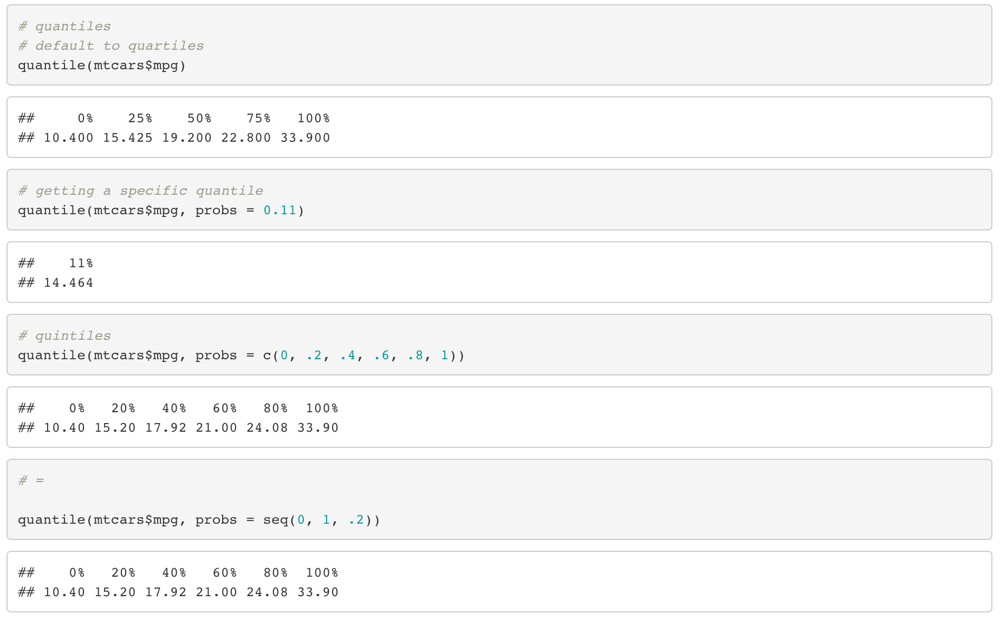 # quantiles
# default to quartiles
quantile(mtcars$mpg)
##     0%    25%    50%    75%   100%
## 10.400 15.425 19.200 22.800 33.900
# getting a specific quantile
quantile(mtcars$mpg, probs = 0.11)
##    11%
## 14.464
# quintiles
quantile(mtcars$mpg, probs = c(0, .2, .4, .6, .8, 1))
##    0%   20%   40%   60%   80%  100%
## 10.40 15.20 17.92 21.00 24.08 33.90
# =
quantile(mtcars$mpg, probs = seq(0, 1, .2))
##    0%   20%   40%   60%   80%  100%
## 10.40 15.20 17.92 21.00 24.08 33.90